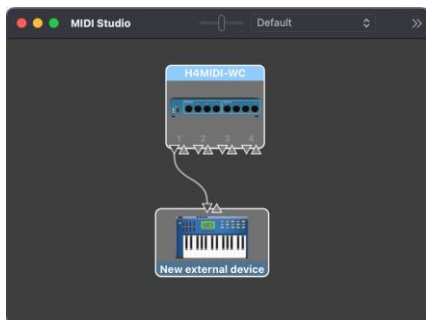 MIDI Studio
Default
H4MIDI-WC
1 2 3 4
New external device